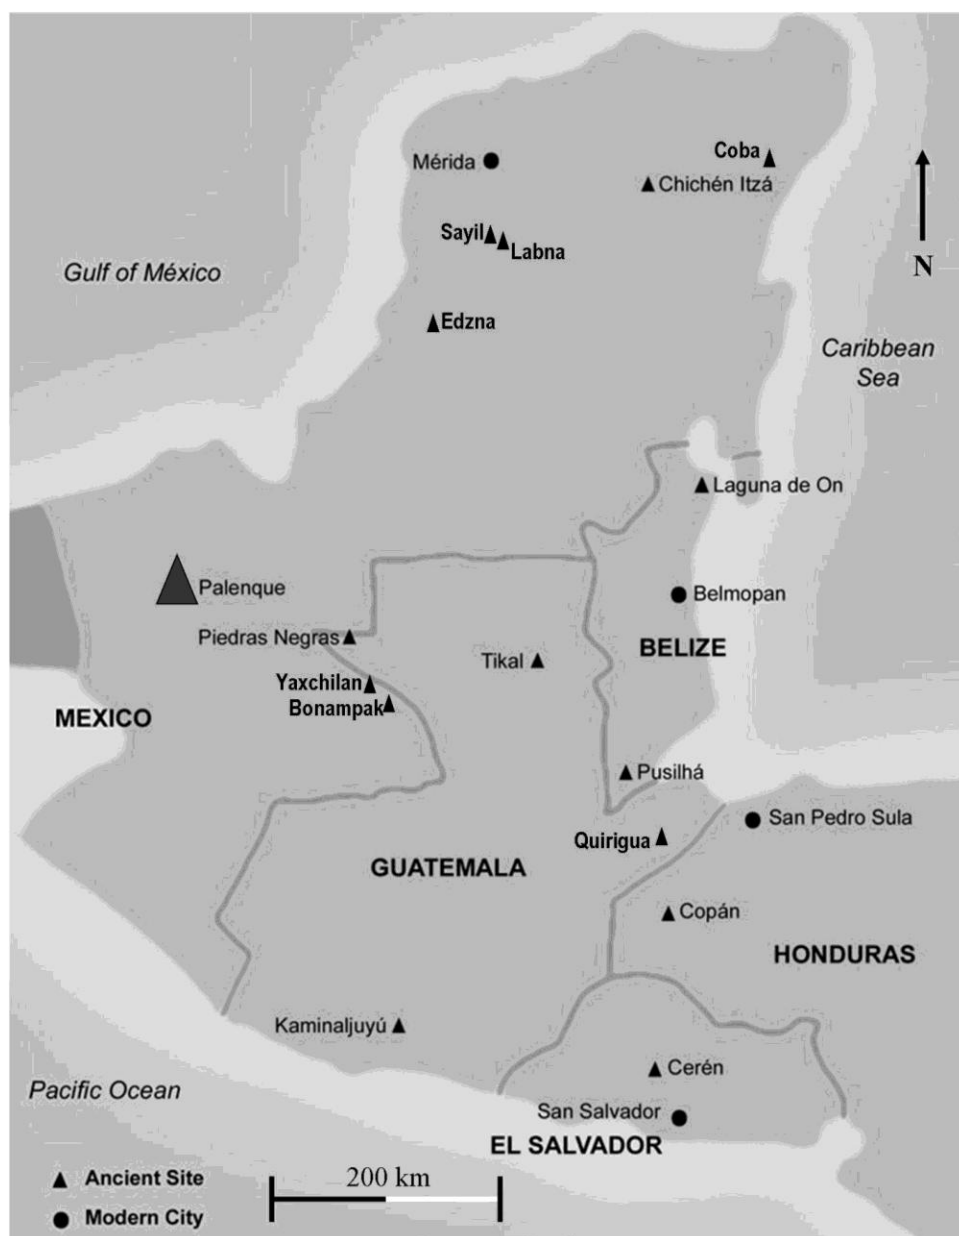 Mérida
Coba
Chichén Itzá
Sayil
Labna
N
Gulf of México
Edzna
Caribbean
Sea
Laguna de On
Palenque
Belmopan
Piedras Negras
BELIZE
Tikal
Yaxchilan
Bonampak
MEXICO
Pusilhá
San Pedro Sula
Quirigua
GUATEMALA
Copán
HONDURAS
Kaminaljuyú
Cerén
Pacific Ocean
San Salvador
EL SALVADOR
Ancient Site
200 km
Modern City